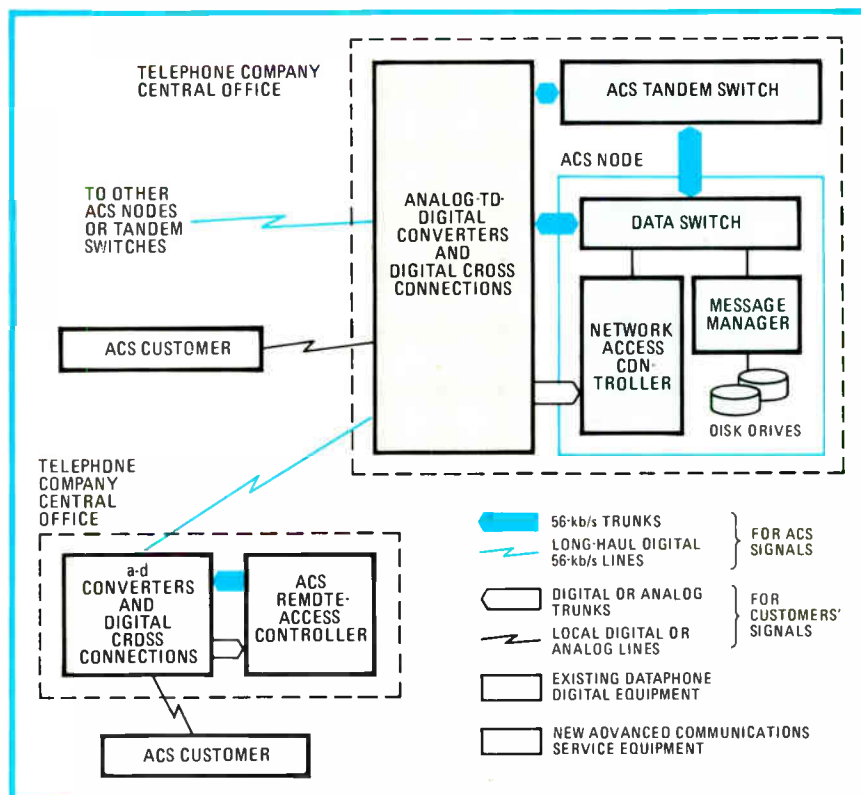 TELEPHONE COMPANY
CENTRAL OFFICE
ACS TANDEM SWITCH
ACS NODE
TO OTHER
ACS NODES
OR TANDEM
SWITCHES
ANALOG-TD-
DIGITAL
CONVERTERS
AND
DIGITAL CROSS
CONNECTIONS
DATA SWITCH
NETWORK
ACCESS
CDN-
TROLLER
MESSAGE
MANAGER
DISK DRIVES
ACS CUSTOMER
TELEPHONE
COMPANY
CENTRAL
OFFICE
a-d
CONVERTERS
AND
DIGITAL
CROSS
CONNECTIONS
ACS
REMDTE-
ACCESS
CONTROLLER
ACS CUSTOMER
56-kb/s TRUNKS
LONG-HAUL DIGITAL
56-kb/s LINES
FOR ACS
SIGNALS
DIGITAL OR ANALOG
TRUNKS
LOCAL DIGITAL OR
ANALOG LINES
FOR
CUSTOMERS'
SIGNALS
EXISTING DATAPHONE
DIGITAL EQUIPMENT
NEW ADVANCED COMMUNICATIONS
SERVICE EQUIPMENT